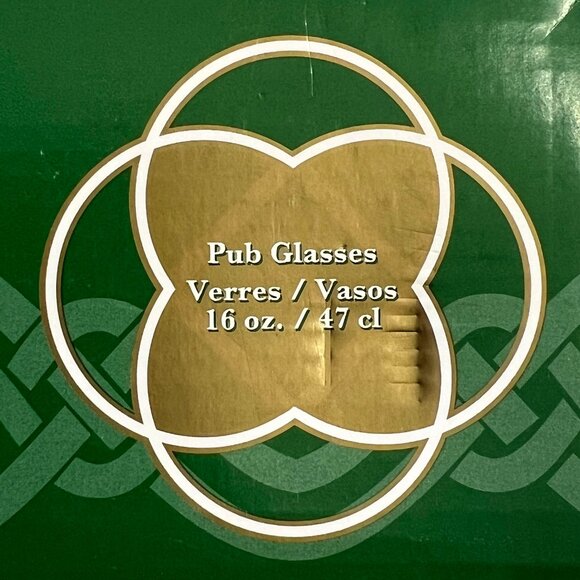 Pub Glasses
Verres / Vasos
16 oz. / 47 cl